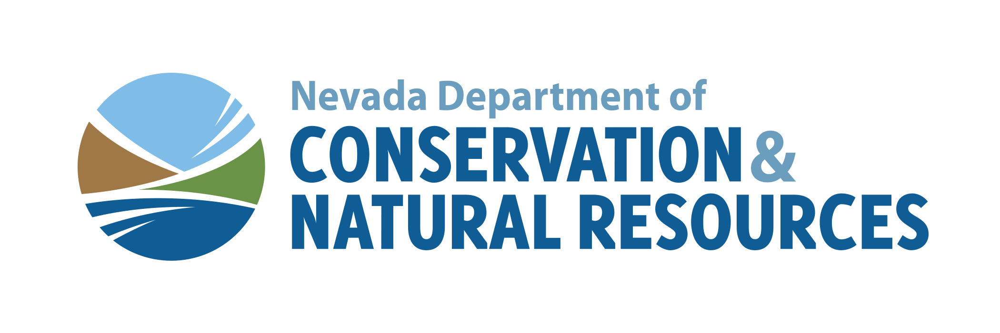 Nevada Department of
CONSERVATION &
NATURAL RESOURCES